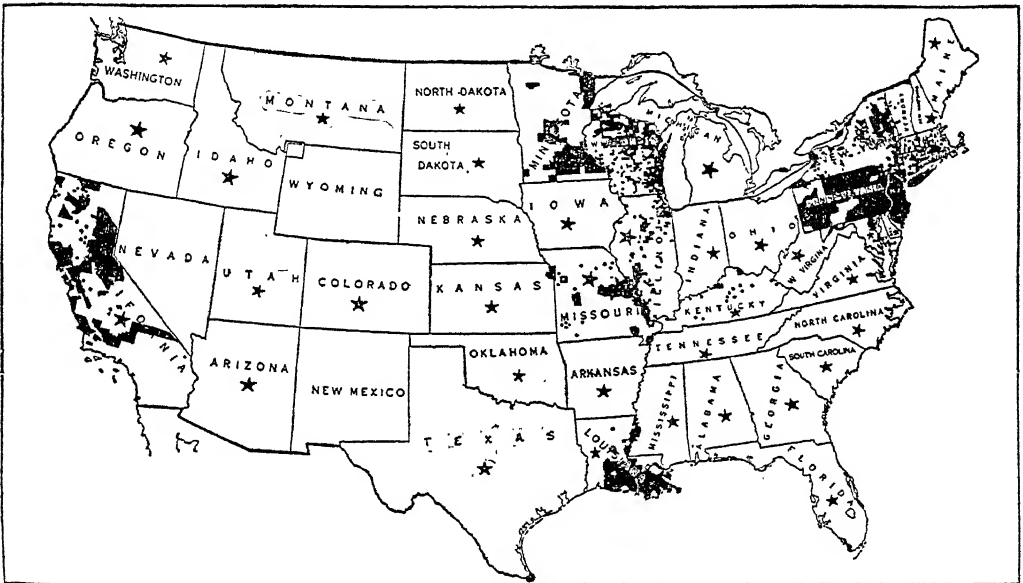 WASHINGTON
MONTANA
NORTH DAKOTA
MINNESOTA
MICHIGAN
MAINE
OREGON
IDAHO
SOUTH
DAKOTA
WYOMING
NEBRASKA
IOWA
INDIANA
OHIO
NEVADA
UTAH
COLORADO
KANSAS
MISSOURI
KENTUCKY
W. VIRGINIA
VIRGINIA
ARIZONA
NEW MEXICO
OKLAHOMA
ARKANSAS
TENNESSEE
NORTH CAROLINA
SOUTH CAROLINA
TEXAS
MISSISSIPPI
ALABAMA
GEORGIA
FLORIDA